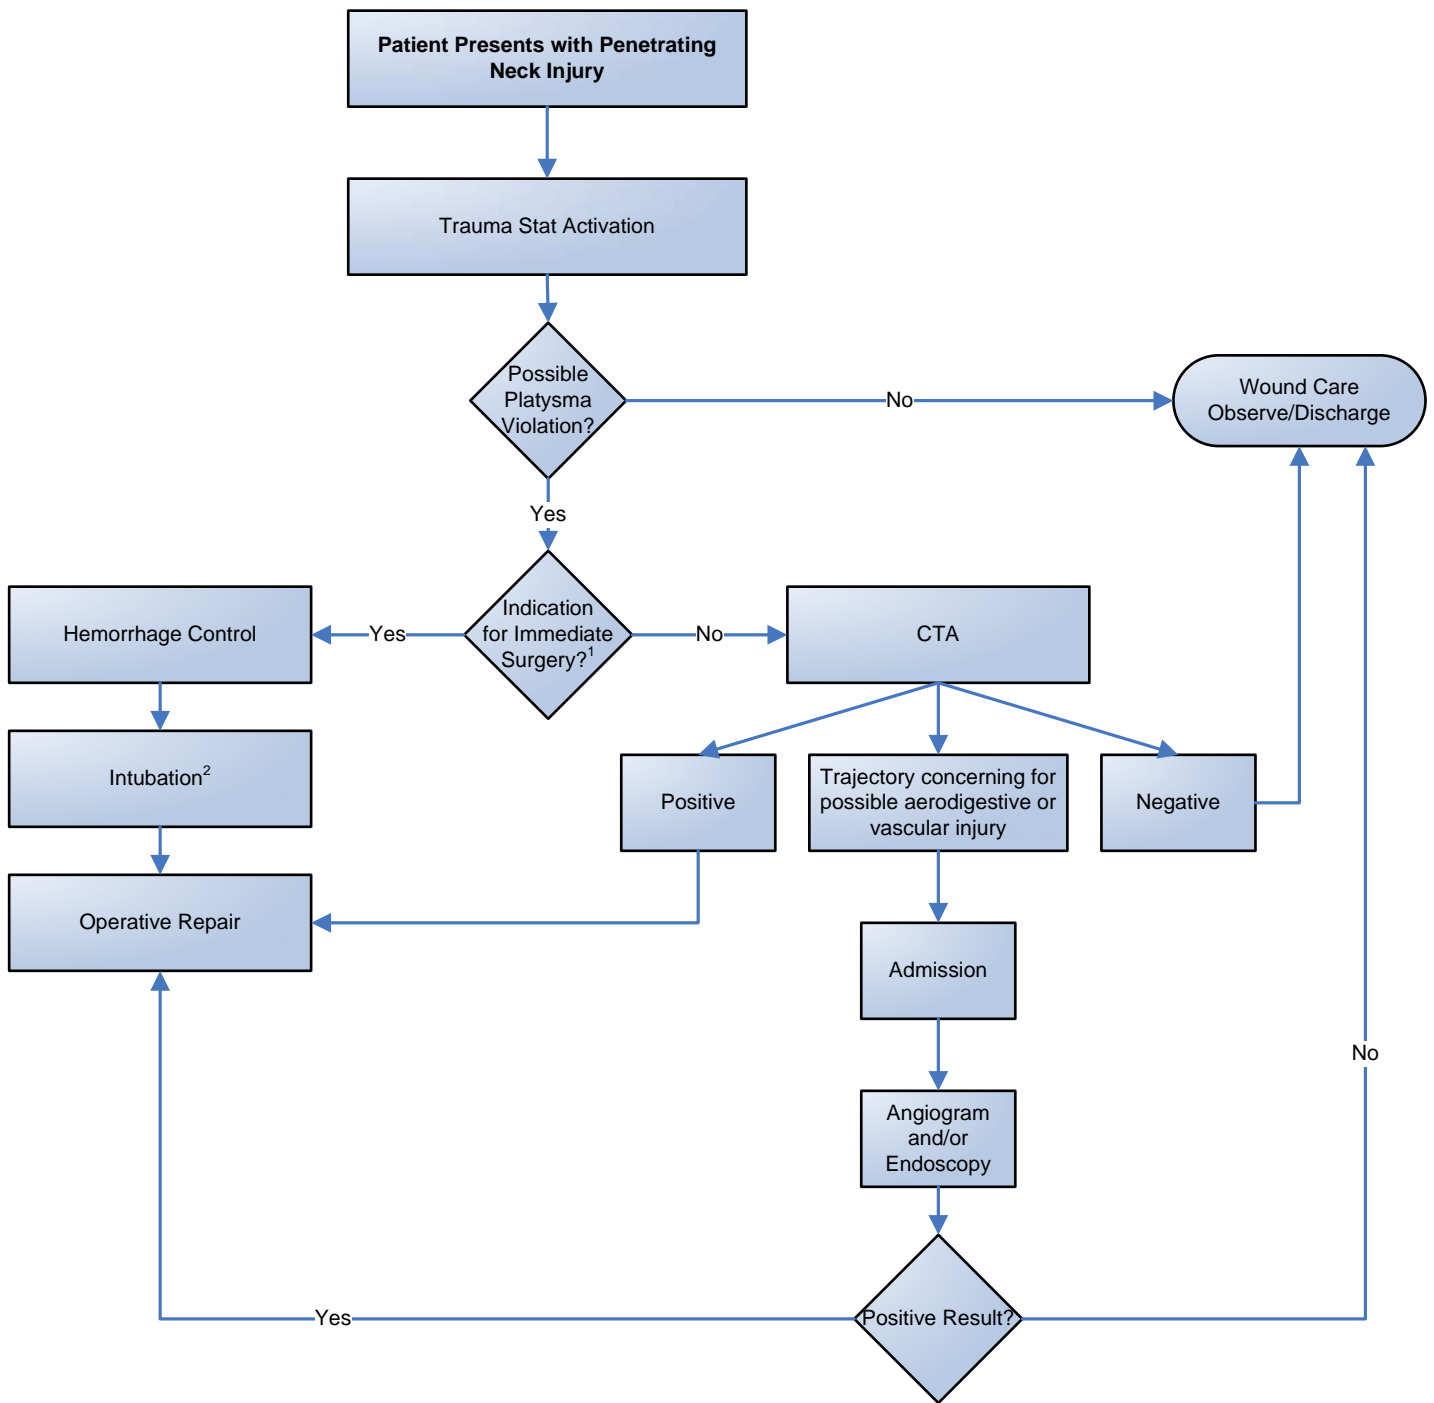 Patient Presents with Penetrating
Neck Injury
Trauma Stat Activation
Possible
Platysma
Violation?
No
Wound Care
Observe/Discharge
Yes
Indication
for Immediate
Surgery?¹
Yes
Hemorrhage Control
No
CTA
Intubation²
Positive
Trajectory concerning for
possible aerodigestive or
vascular injury
Negative
Operative Repair
Admission
No
Angiogram
and/or
Endoscopy
Yes
Positive Result?